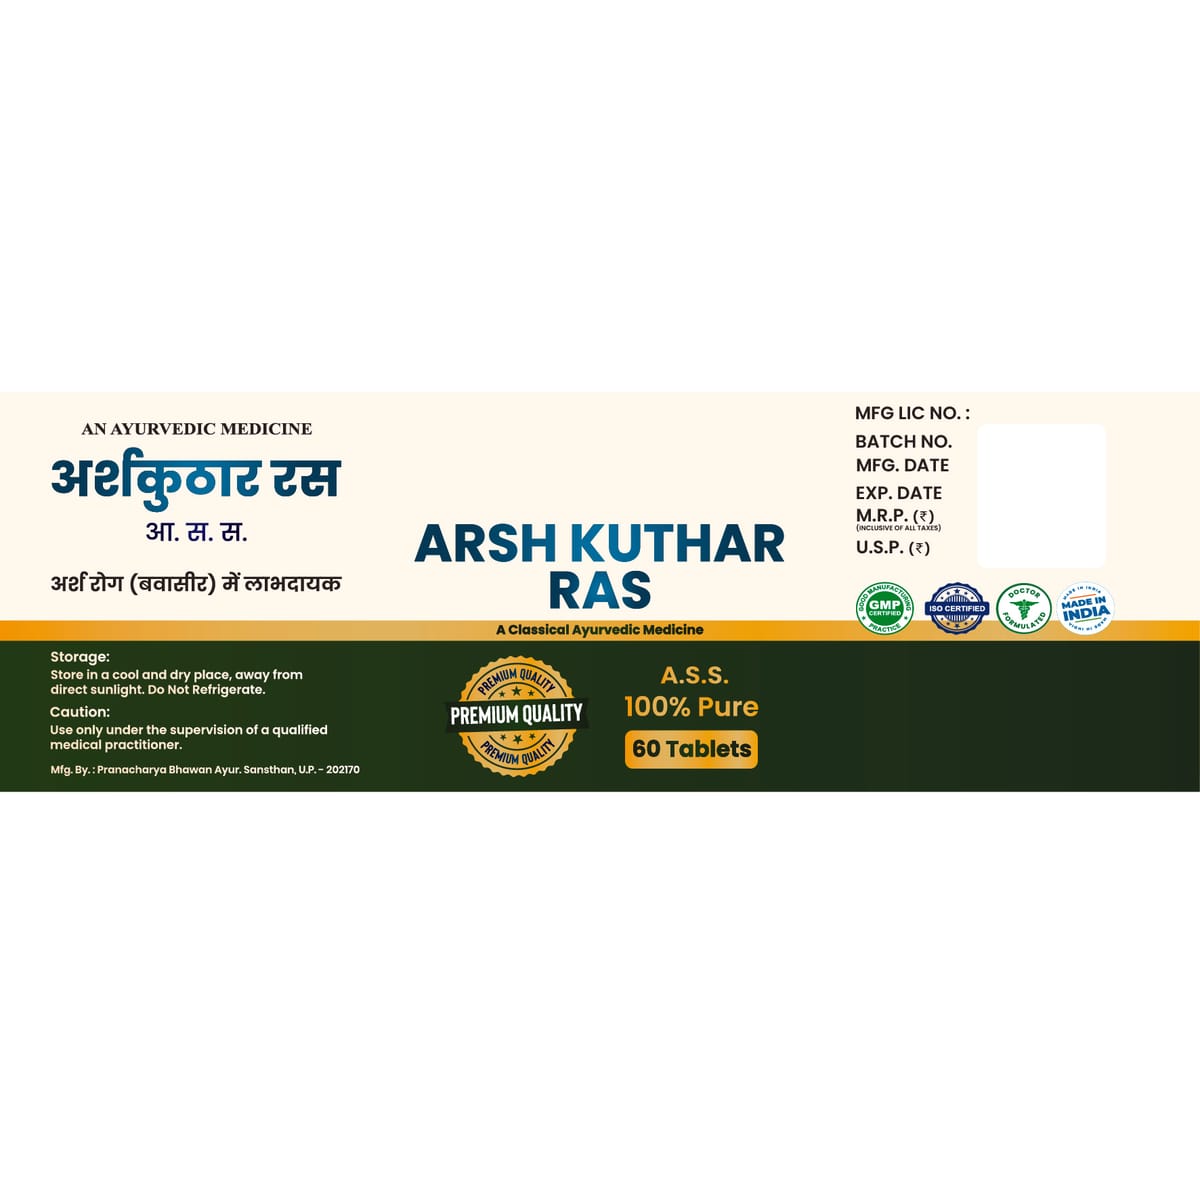 AN AYURVEDIC MEDICINE
अर्शकुठार रस
आ. स. स.
अर्श रोग (बवासीर) में लाभदायक
Storage:
Store in a cool and dry place, away from
direct sunlight. Do Not Refrigerate.
Caution:
Use only under the supervision of a qualified
medical practitioner.
Mfg. By. : Pranacharya Bhawan Ayur. Sansthan, U.P. - 202170
ARSH KUTHAR
RAS
A Classical Ayurvedic Medicine
PREMIUM QUALITY
PREMIUM QUALITY
PREMIUM QUALITY
A.S.S.
100% Pure
60 Tablets
MFG LIC NO. :
BATCH NO.
MFG. DATE
EXP. DATE
M.R.P. (₹)
(INCLUSIVE OF ALL TAXES)
U.S.P. (₹)
GOOD MANUFACTURING
GMP
CERTIFIED
PRACTICE
ISO CERTIFIED
DOCTOR
FORMULATED
MADE IN INDIA
MADE IN
INDIA